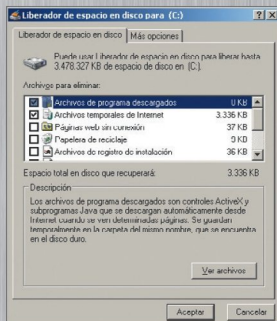 Liberador de espacio en disco para (C:)
Liberador de espacio en disco
Más opciones
Puede usar Liberador de espacio en disco para liberar hasta
3.478.327 KB de espacio de disco en (C:).
Archivos para eliminar:
Archivos de programa descargados 0 KB
Archivos temporales de Internet 3.336 KB
Páginas web sin conexión 37 KB
Papelera de reciclaje 0 KB
Archivos de registro de instalación 36 KB
Espacio total en disco que recuperará: 3.336 KB
Descripción
Los archivos de programa descargados son controles ActiveX y
subprogramas Java que se descargan automáticamente desde
Internet cuando se ven determinadas páginas. Se guardan
temporalmente en la carpeta del mismo nombre, que se encuentra
en el disco duro.
Ver archivos
Aceptar
Cancelar